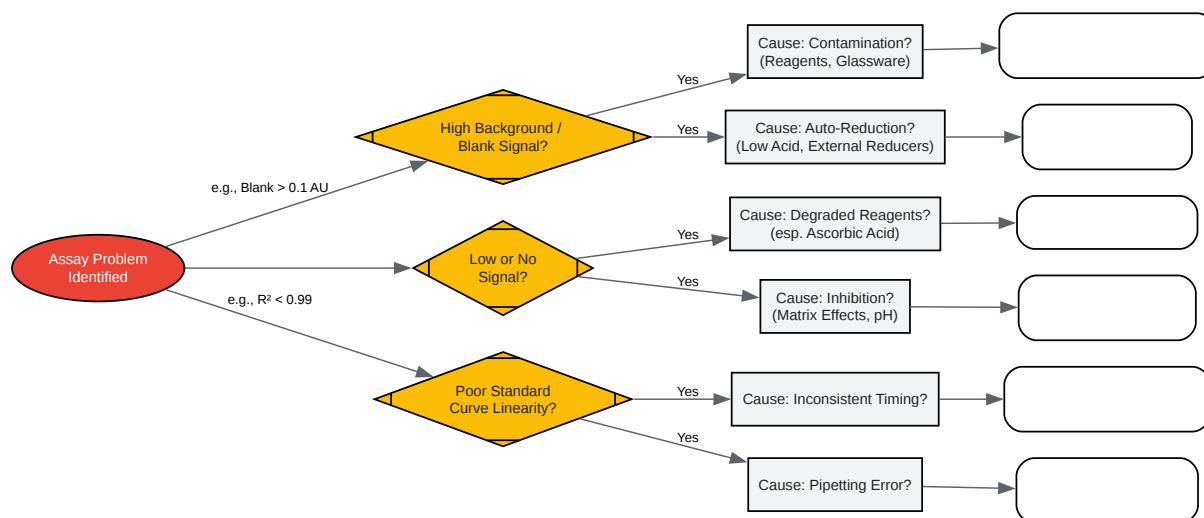 Assay Problem
Identified
e.g., Blank > 0.1 AU
e.g., R² < 0.99
High Background /
Blank Signal?
Yes
Cause: Contamination?
(Reagents, Glassware)
Yes
Cause: Auto-Reduction?
(Low Acid, External Reducers)
Low or No
Signal?
Yes
Cause: Degraded Reagents?
(esp. Ascorbic Acid)
Yes
Cause: Inhibition?
(Matrix Effects, pH)
Poor Standard
Curve Linearity?
Yes
Cause: Inconsistent Timing?
Yes
Cause: Pipetting Error?